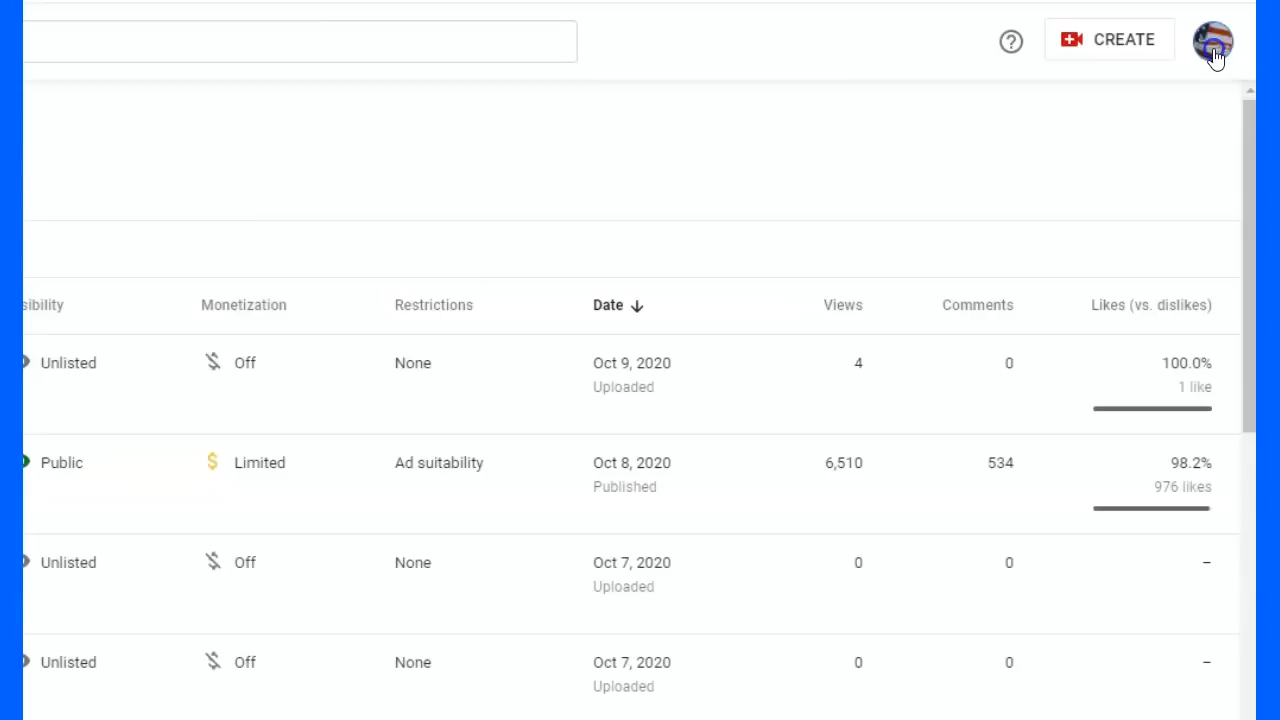 CREATE
sibility Monetization Restrictions Date Views Comments Likes (vs. dislikes)
Unlisted Off None Oct 9, 2020 4 0 100.0%
Uploaded 1 like
Public Limited Ad suitability Oct 8, 2020 6,510 534 98.2%
Published 976 likes
Unlisted Off None Oct 7, 2020 0 0 –
Uploaded
Unlisted Off None Oct 7, 2020 0 0 –
Uploaded